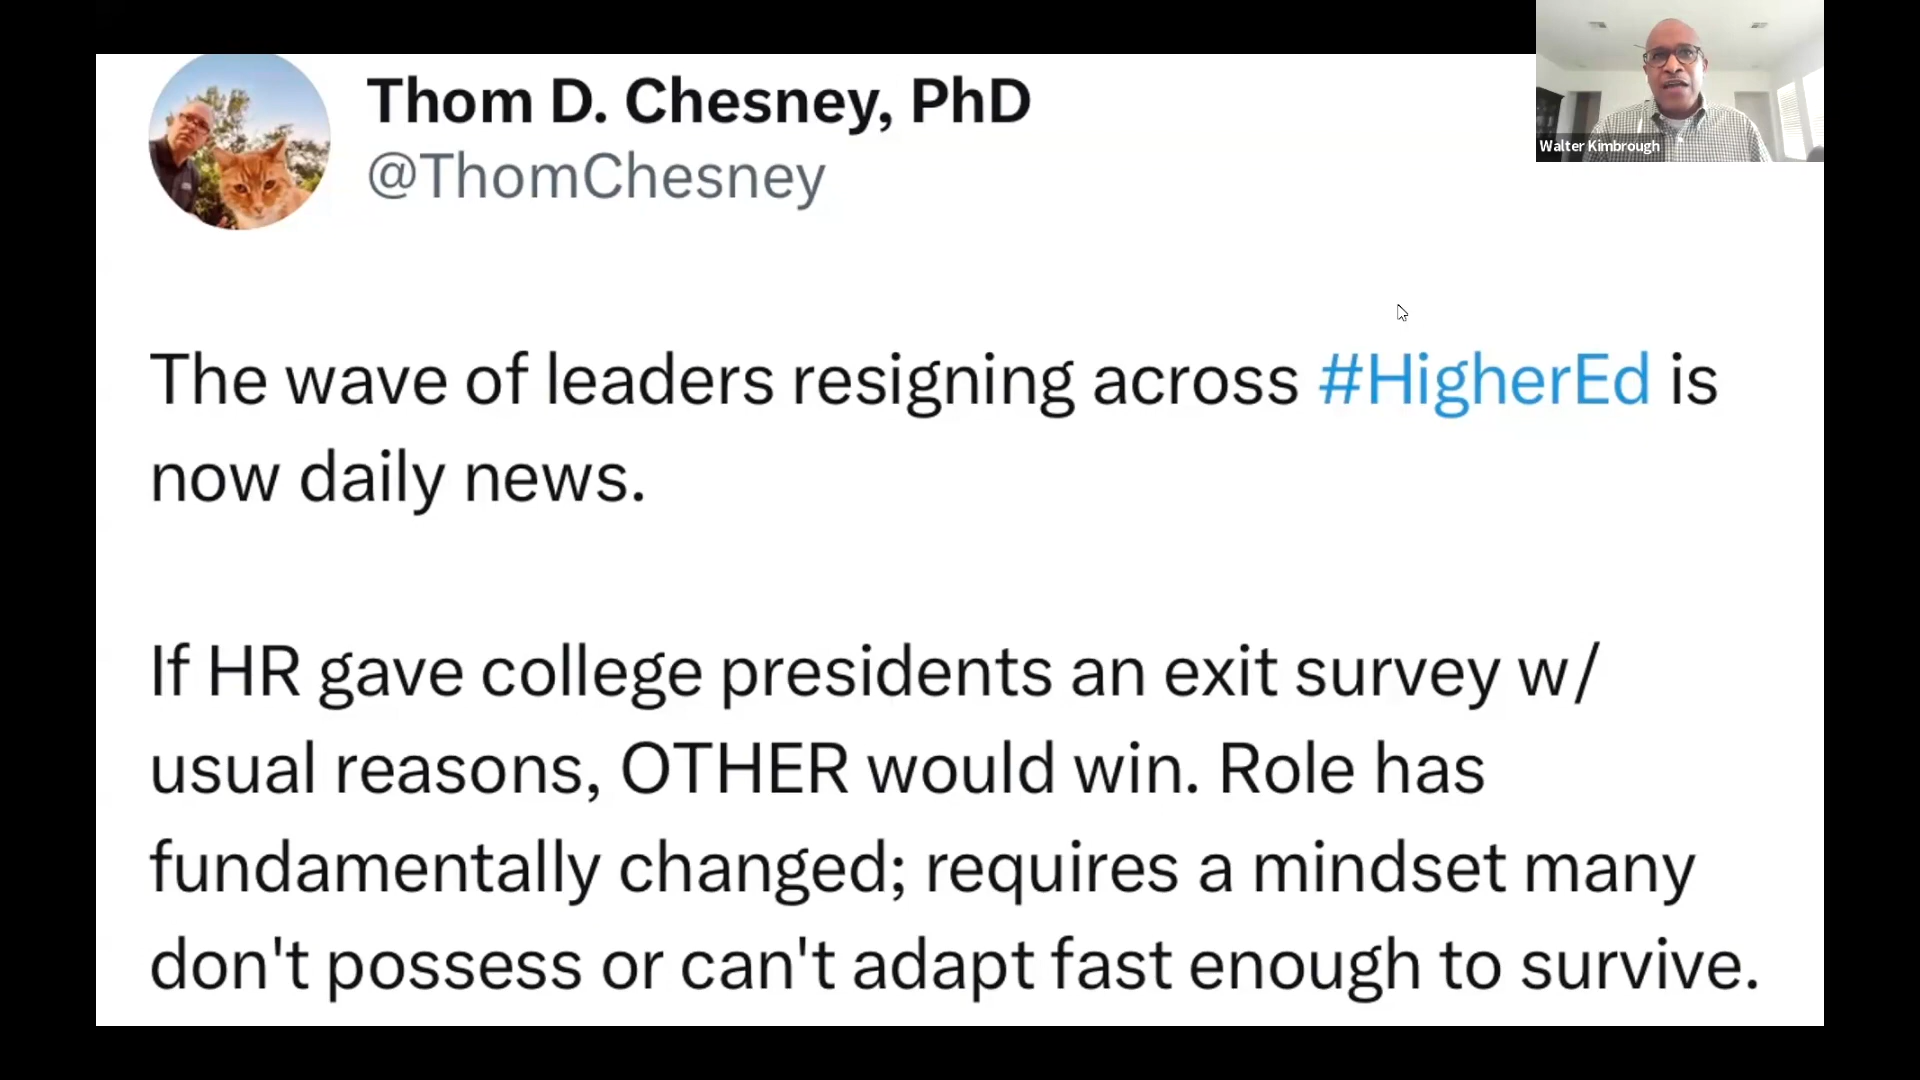 Thom D. Chesney, PhD
@ThomChesney
Walter Kimbrough
The wave of leaders resigning across #HigherEd is
now daily news.
If HR gave college presidents an exit survey w/
usual reasons, OTHER would win. Role has
fundamentally changed; requires a mindset many
don't possess or can't adapt fast enough to survive.